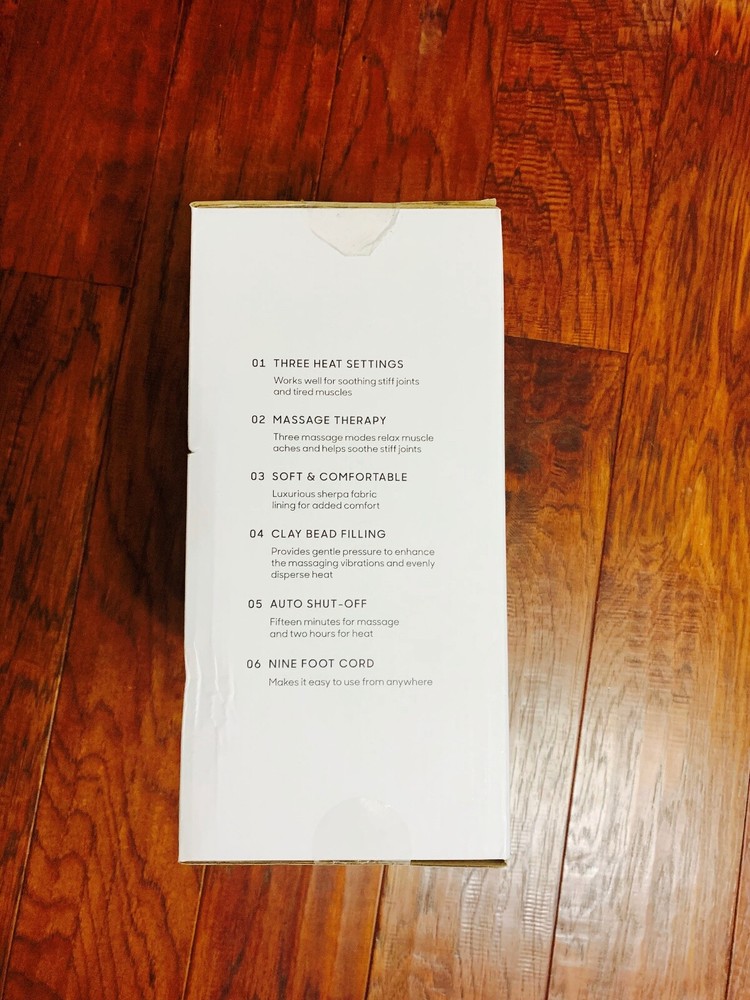 01 THREE HEAT SETTINGS
Works well for soothing stiff joints
and tired muscles
02 MASSAGE THERAPY
Three massage modes relax muscle
aches and helps soothe stiff joints
03 SOFT & COMFORTABLE
Luxurious sherpa fabric
lining for added comfort
04 CLAY BEAD FILLING
Provides gentle pressure to enhance
the massaging vibrations and evenly
disperse heat
05 AUTO SHUT-OFF
Fifteen minutes for massage
and two hours for heat
06 NINE FOOT CORD
Makes it easy to use from anywhere